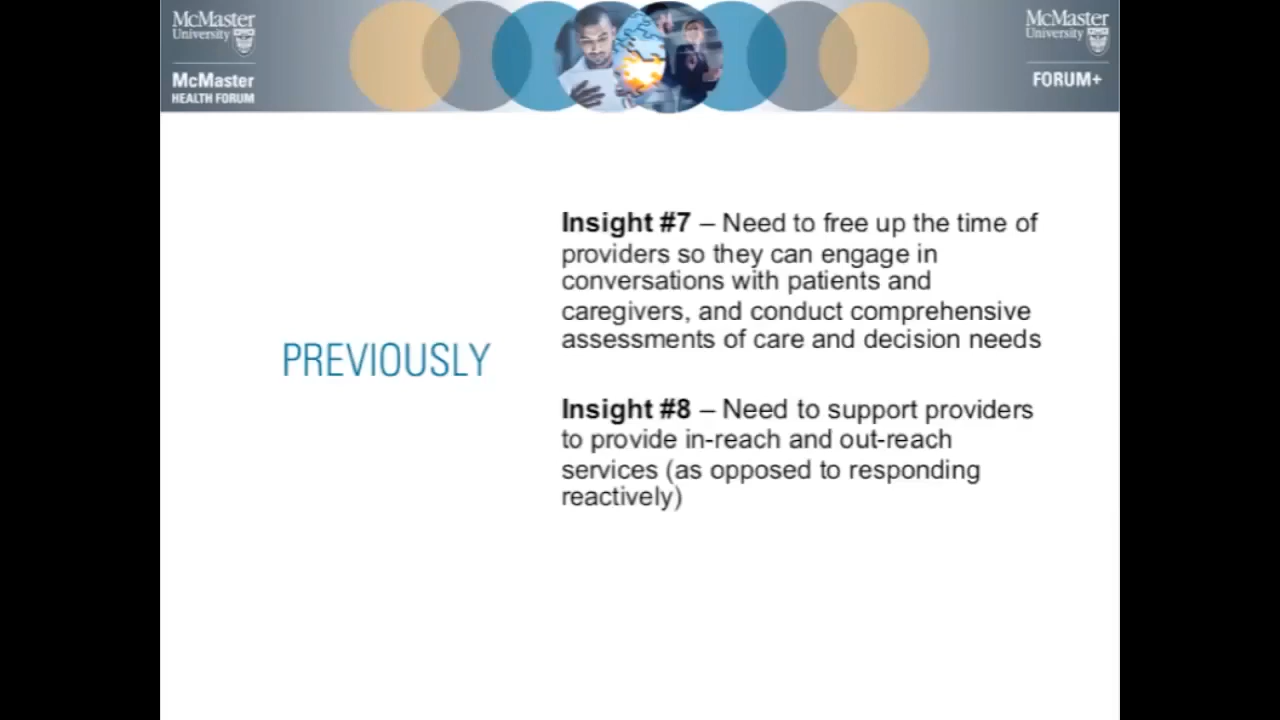 McMaster
University
McMaster
HEALTH FORUM
McMaster
University
FORUM+
PREVIOUSLY
Insight #7 – Need to free up the time of
providers so they can engage in
conversations with patients and
caregivers, and conduct comprehensive
assessments of care and decision needs
Insight #8 – Need to support providers
to provide in-reach and out-reach
services (as opposed to responding
reactively)